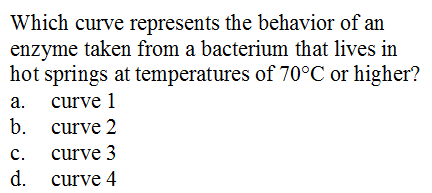 Which curve represents the behavior of an
enzyme taken from a bacterium that lives in
hot springs at temperatures of 70°C or higher?
a. curve 1
b. curve 2
c. curve 3
d. curve 4